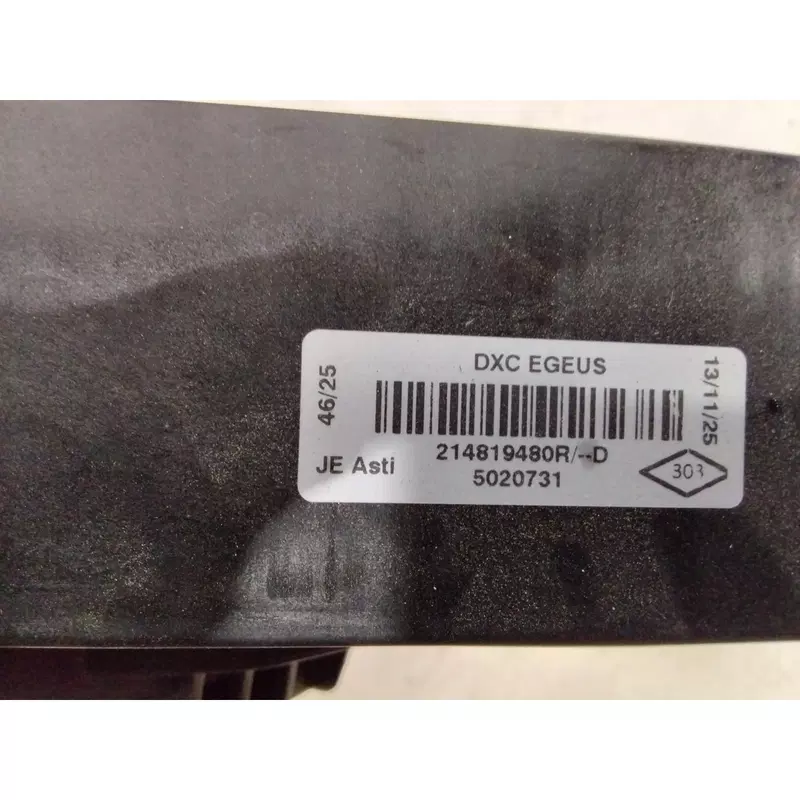 DXC EGEUS
46/25
13/11/25
214819480R/--D
JE Asti
5020731
303